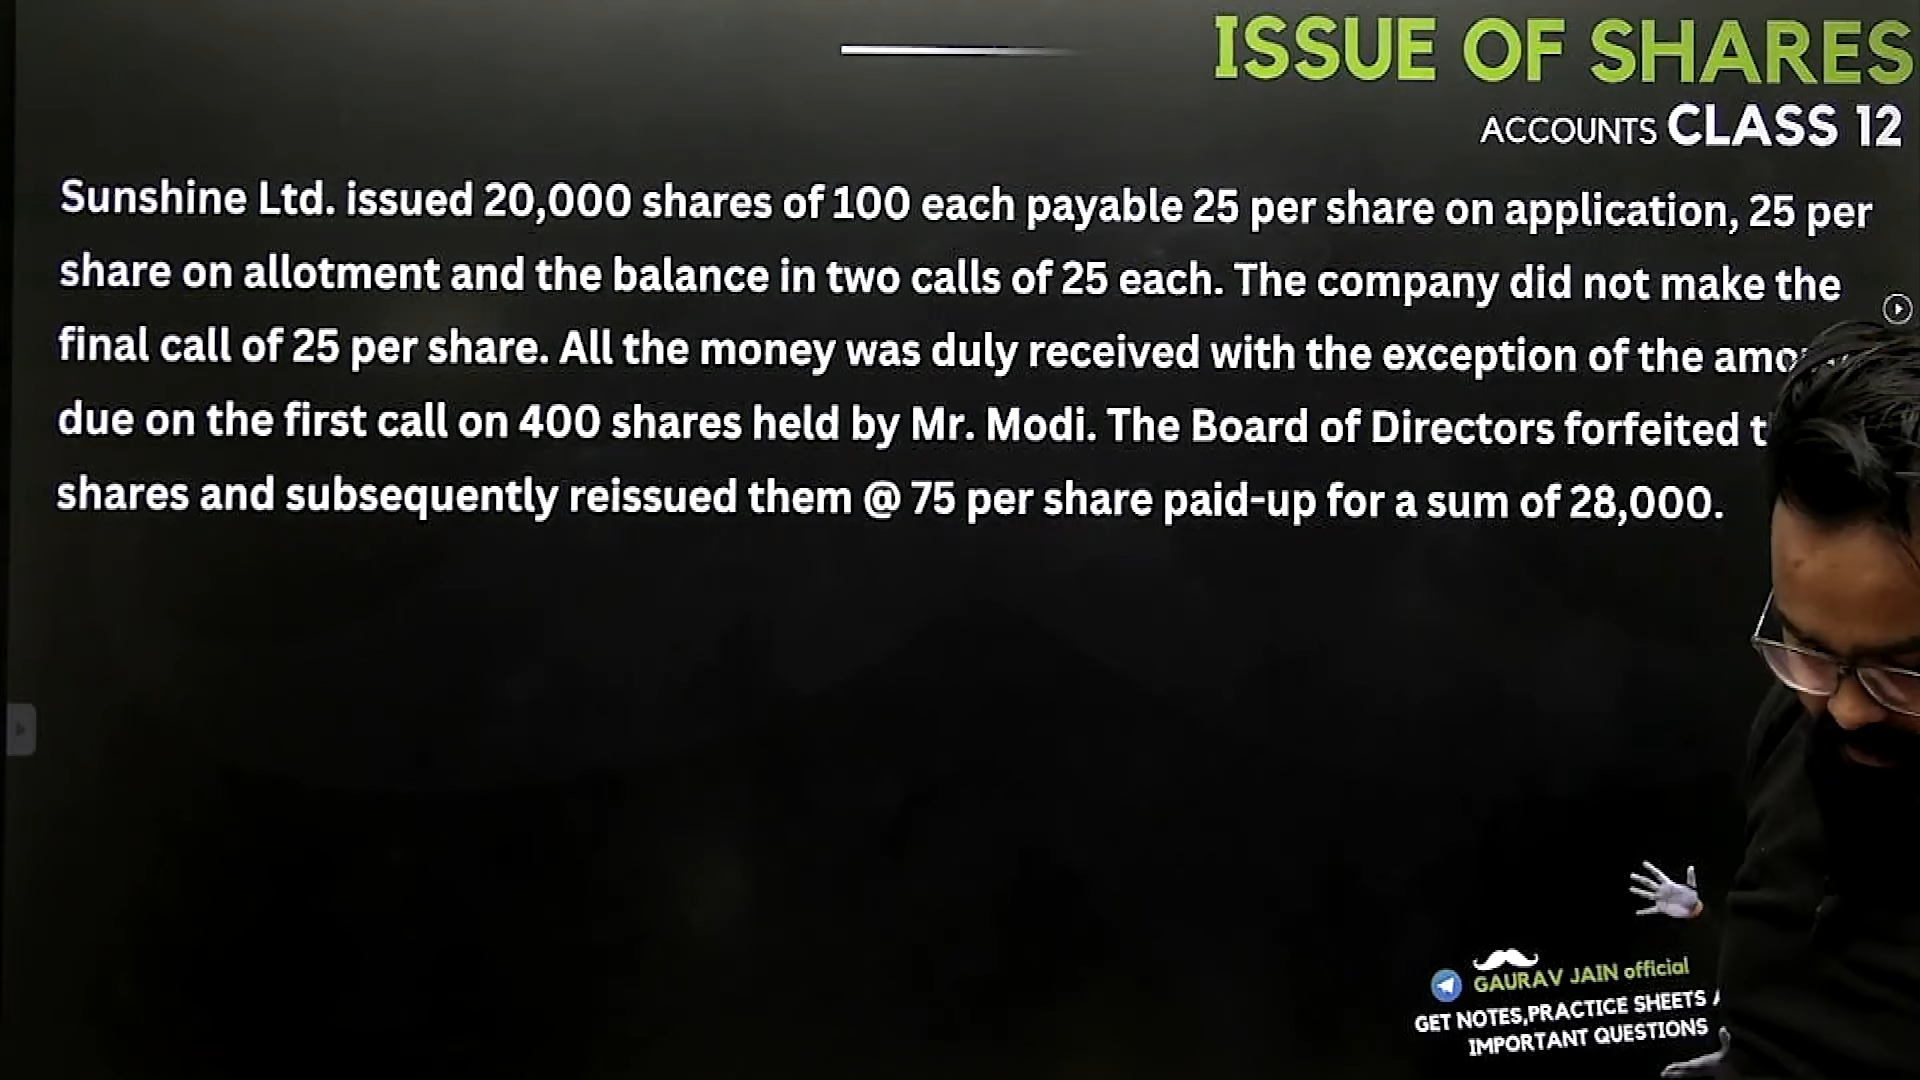 ISSUE OF SHARES
ACCOUNTS CLASS 12
Sunshine Ltd. issued 20,000 shares of 100 each payable 25 per share on application, 25 per
share on allotment and the balance in two calls of 25 each. The company did not make the
final call of 25 per share. All the money was duly received with the exception of the
due on the first call on 400 shares held by Mr. Modi. The Board of Directors forfeited
shares and subsequently reissued them @ 75 per share paid-up for a sum of 28,000.
GAURAV JAIN official
GET NOTES,PRACTICE SHEETS
IMPORTANT QUESTIONS